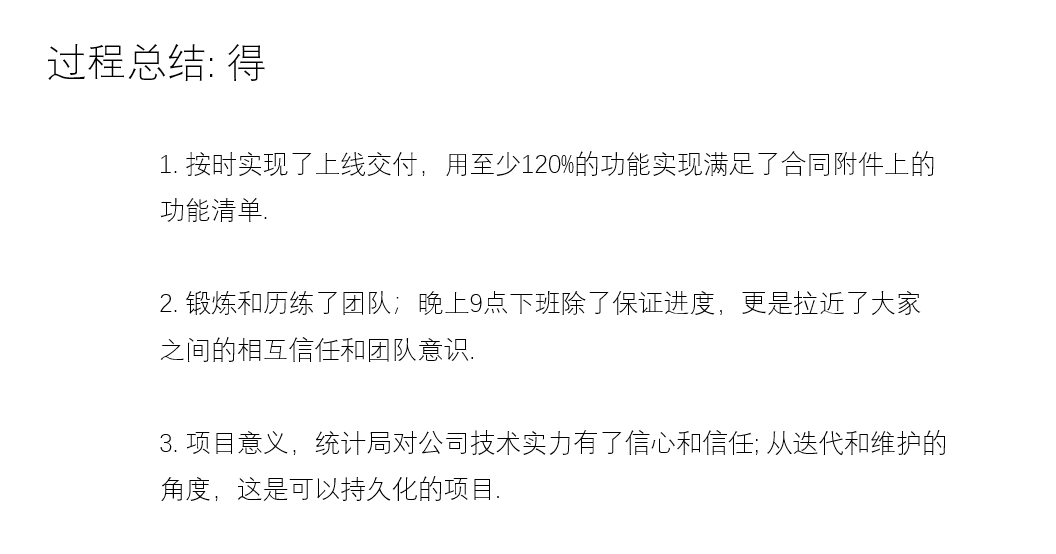 过程总结: 得
1. 按时实现了上线交付，用至少120%的功能实现满足了合同附件上的
功能清单.
2. 锻炼和历练了团队；晚上9点下班除了保证进度，更是拉近了大家
之间的相互信任和团队意识.
3. 项目意义，统计局对公司技术实力有了信心和信任; 从迭代和维护的
角度，这是可以持久化的项目.